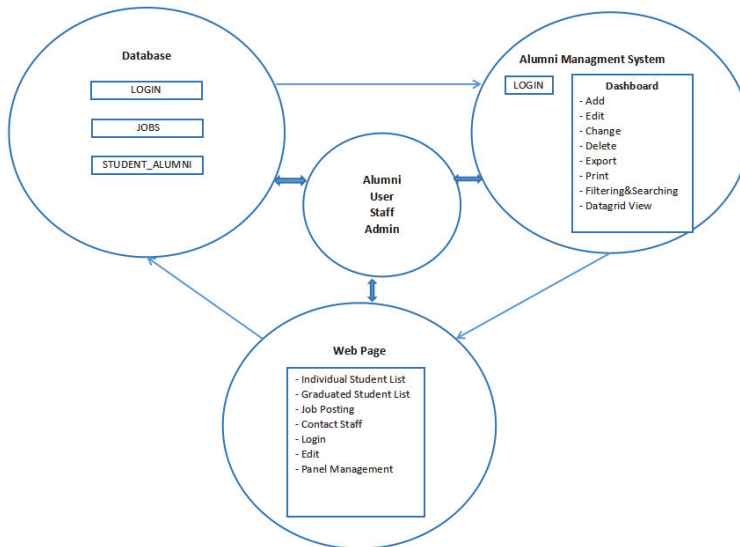 Database
LOGIN
JOBS
STUDENT_ALUMNI
Alumni Managment System
LOGIN
Dashboard
- Add
- Edit
- Change
- Delete
- Export
- Print
- Filtering&Searching
- Datagrid View
Alumni
User
Staff
Admin
Web Page
- Individual Student List
- Graduated Student List
- Job Posting
- Contact Staff
- Login
- Edit
- Panel Management